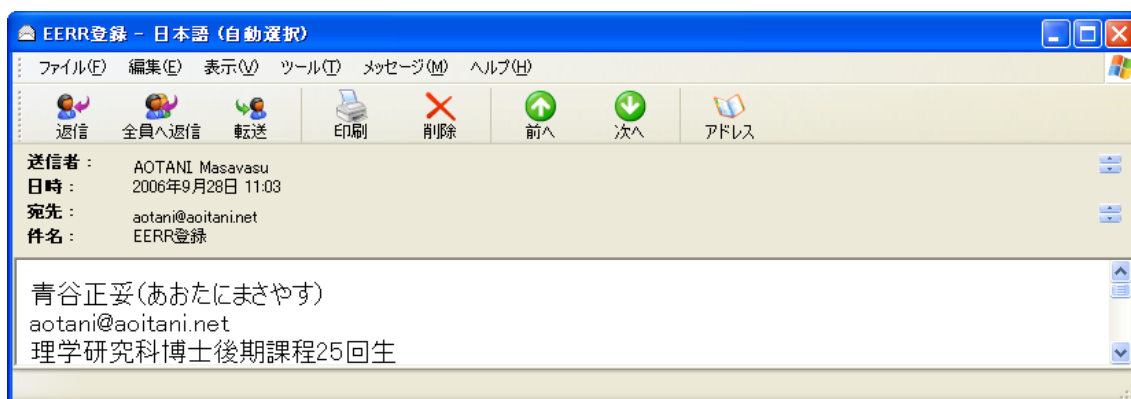 EERR登録 - 日本語 (自動選択)
ファイル(F) 編集(E) 表示(V) ツール(T) メッセージ(M) ヘルプ(H)
返信 全員へ返信 転送 印刷 削除 前へ 次へ アドレス
送信者: AOTANI Masavasu
日時: 2006年9月28日 11:03
宛先: aotani@aoitani.net
件名: EERR登録
青谷正妥(あおたにまさやす)
aotani@aoitani.net
理学研究科博士後期課程25回生